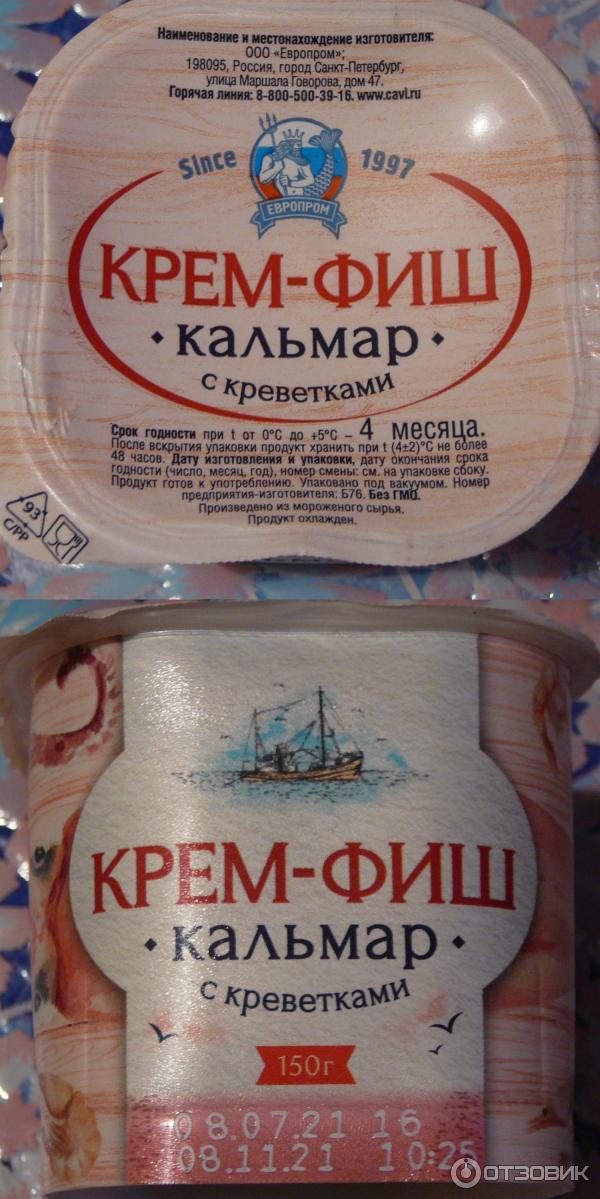 Наименование и местонахождение изготовителя:
ООО «Европром»;
198095, Россия, город Санкт-Петербург,
улица Маршала Говорова, дом 47.
Горячая линия: 8-800-500-39-16. www.cavi.ru
Since 1997
ЕВРОПРОМ
КРЕМ-ФИШ
• кальмар •
с креветками
Срок годности при t от 0°С до +5°С – 4 месяца.
После вскрытия упаковки продукт хранить при t (4±2)°С не более
48 часов. Дату изготовления и упаковки, дату окончания срока
годности (число, месяц, год), номер смены: см. на упаковке сбоку.
Продукт готов к употреблению. Упаковано под вакуумом. Номер
предприятия-изготовителя: Б76. Без ГМО.
Произведено из мороженого сырья.
Продукт охлажден.
93
C/PP
КРЕМ-ФИШ
• кальмар •
с креветками
150г
08.07.21 16
08.11.21 10:25
ОТЗОВИК